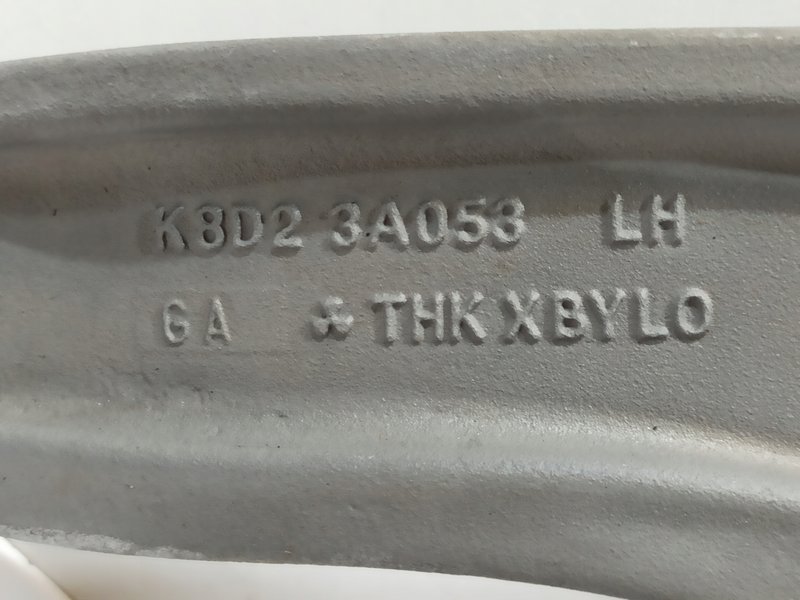 K8D2 3A053 LH
GA THK XBYLO